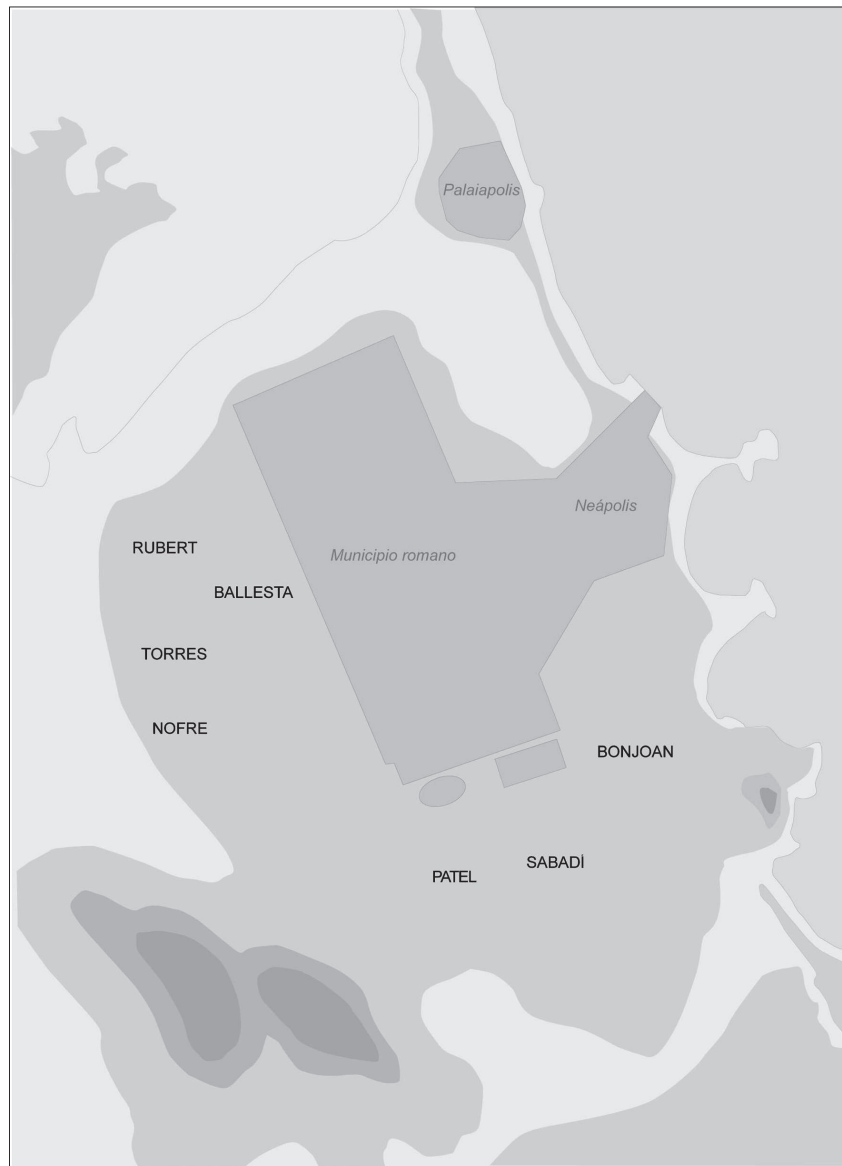 Palaiapolis
Neápolis
Municipio romano
RUBERT
BALLESTA
TORRES
NOFRE
BONJOAN
SABADÍ
PATEL